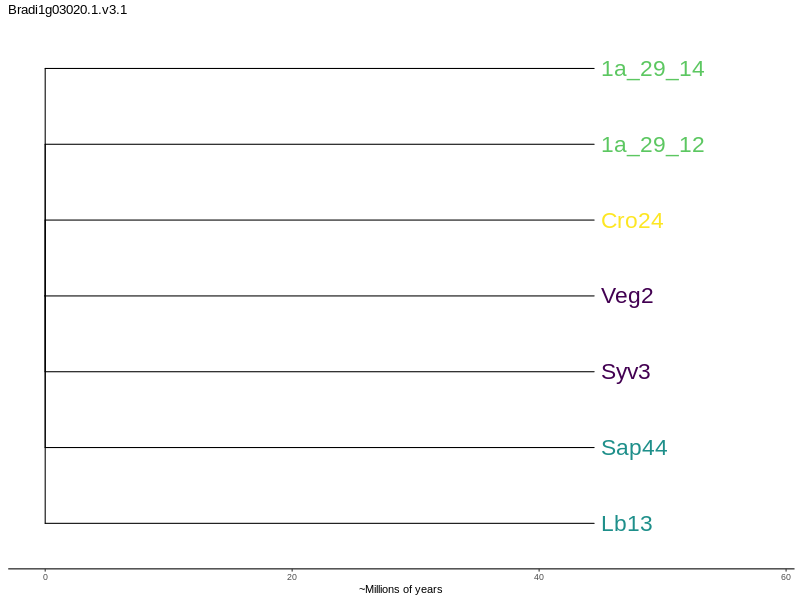 Bradi1g03020.1.v3.1
1a_29_14
1a_29_12
Cro24
Veg2
Syv3
Sap44
Lb13
0 20 40 60
~Millions of years